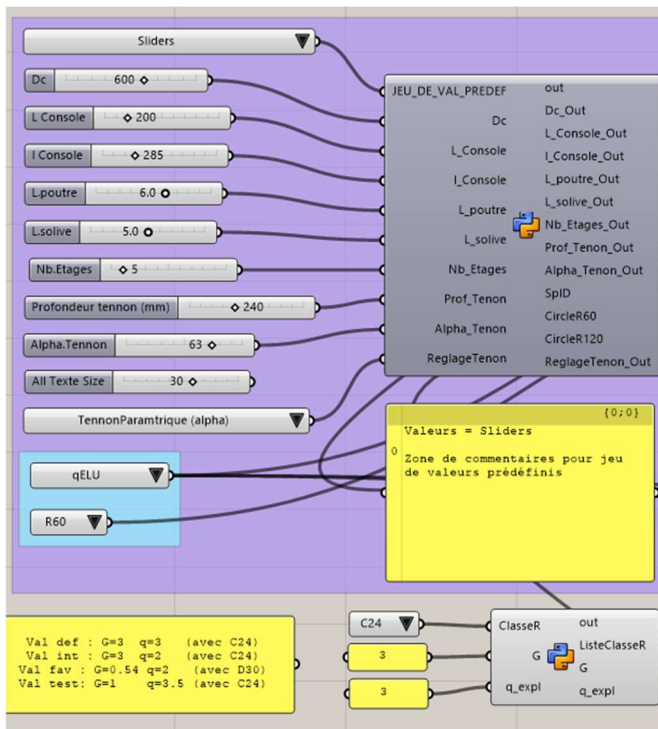 Sliders
Dc 600
L Console 200
I Console 285
L.poutre 6.0
L.solive 5.0
Nb.Etages 5
Profondeur tennon (mm) 240
Alpha.Tennon 63
All Texte Size 30
TennonParamtrique (alpha)
qELU
R60
JEU_DE_VAL_PREDEF
Dc
L_Console
I_Console
L_poutre
L_solive
Nb_Etages
Prof_Tenon
Alpha_Tenon
ReglageTenon
out
Dc_Out
L_Console_Out
I_Console_Out
L_poutre_Out
L_solive_Out
Nb_Etages_Out
Prof_Tenon_Out
Alpha_Tenon_Out
SpID
CircleR60
CircleR120
ReglageTenon_Out
{0;0}
0
Valeurs = Sliders
Zone de commentaires pour jeu
de valeurs prédéfinis
Val def : G=3 q=3 (avec C24)
Val int : G=3 q=2 (avec C24)
Val fav : G=0.54 q=2 (avec D30)
Val test: G=1 q=3.5 (avec C24)
C24
3
3
ClasseR
G
q_expl
out
ListeClasseR
G
q_expl